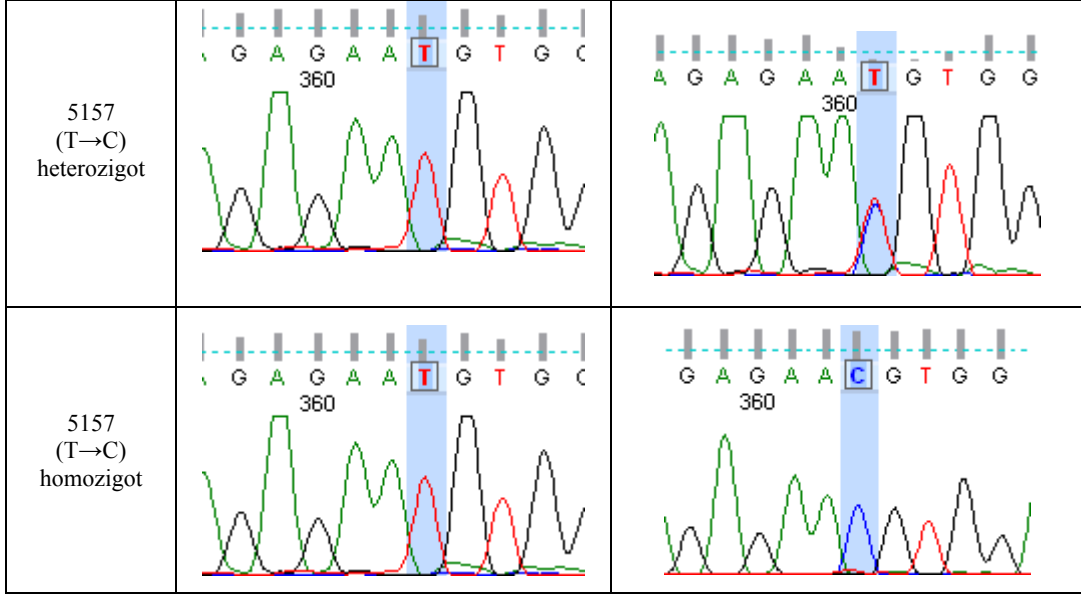 5157
(T→C)
heterozigot
G A G A A T G T G
360
A G A G A A T G T G G
360
5157
(T→C)
homozigot
G A G A A T G T G
360
G A G A A C G T G G
360